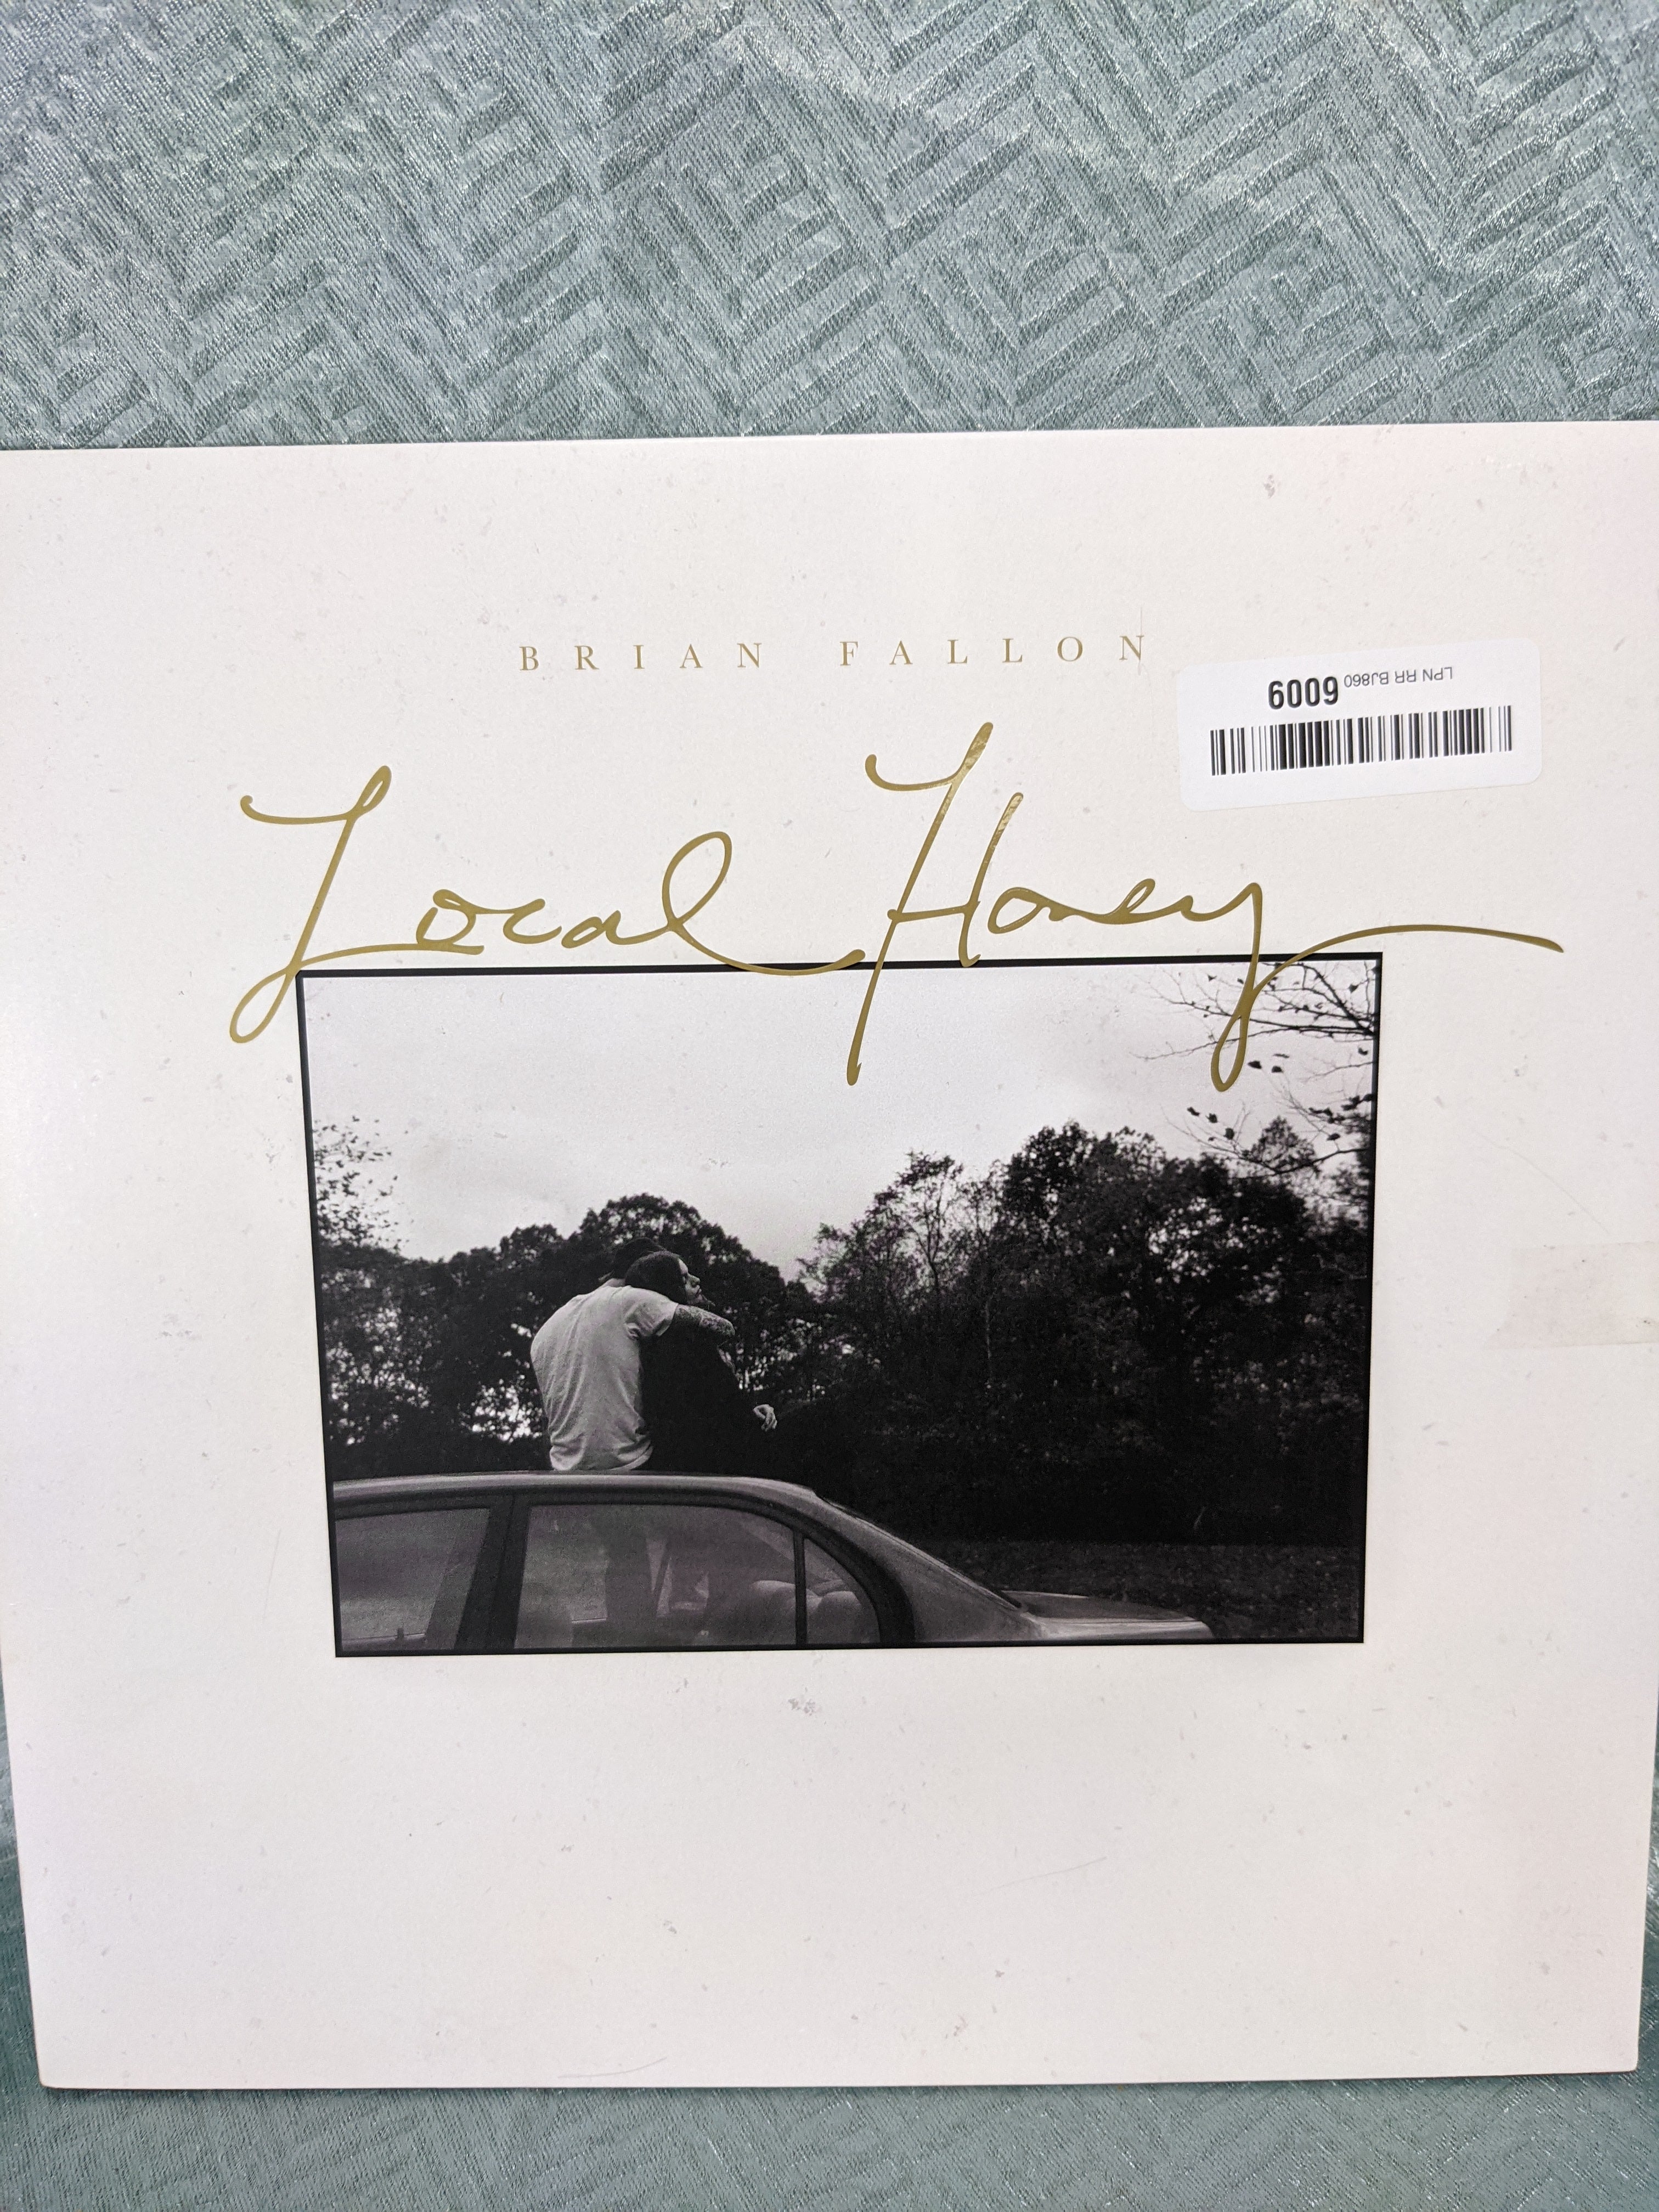 BRIAN FALLON
LPN RR BJ860 6009
Local Honey